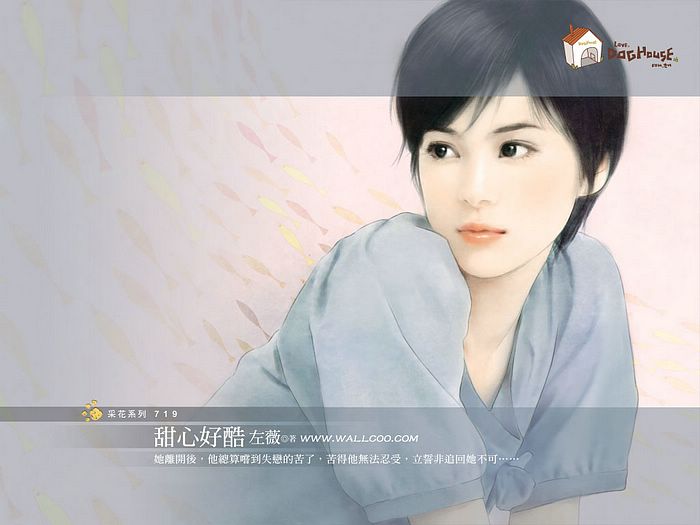 LOVE.
DOGHOUSE
采花系列 719
甜心好酷 左薇◎著 WWW.WALLCOO.COM
她離開後，他總算嚐到失戀的苦了，苦得他無法忍受，立誓非追回她不可……